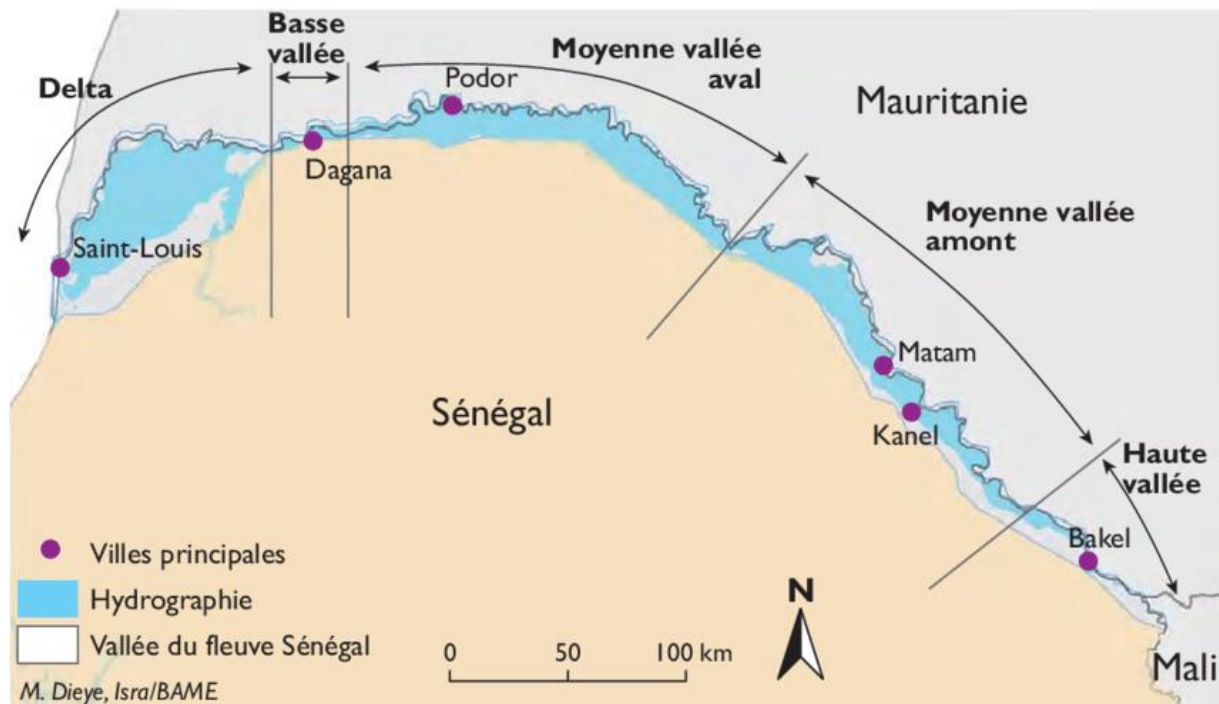 Basse
vallée
Delta
Moyenne vallée
aval
Podor
Mauritanie
Dagana
Saint-Louis
Moyenne vallée
amont
Matam
Sénégal
Kanel
Haute
vallée
Bakel
Villes principales
Hydrographie
Vallée du fleuve Sénégal
N
0 50 100 km
Mali
M. Dieye, Isra/BAME